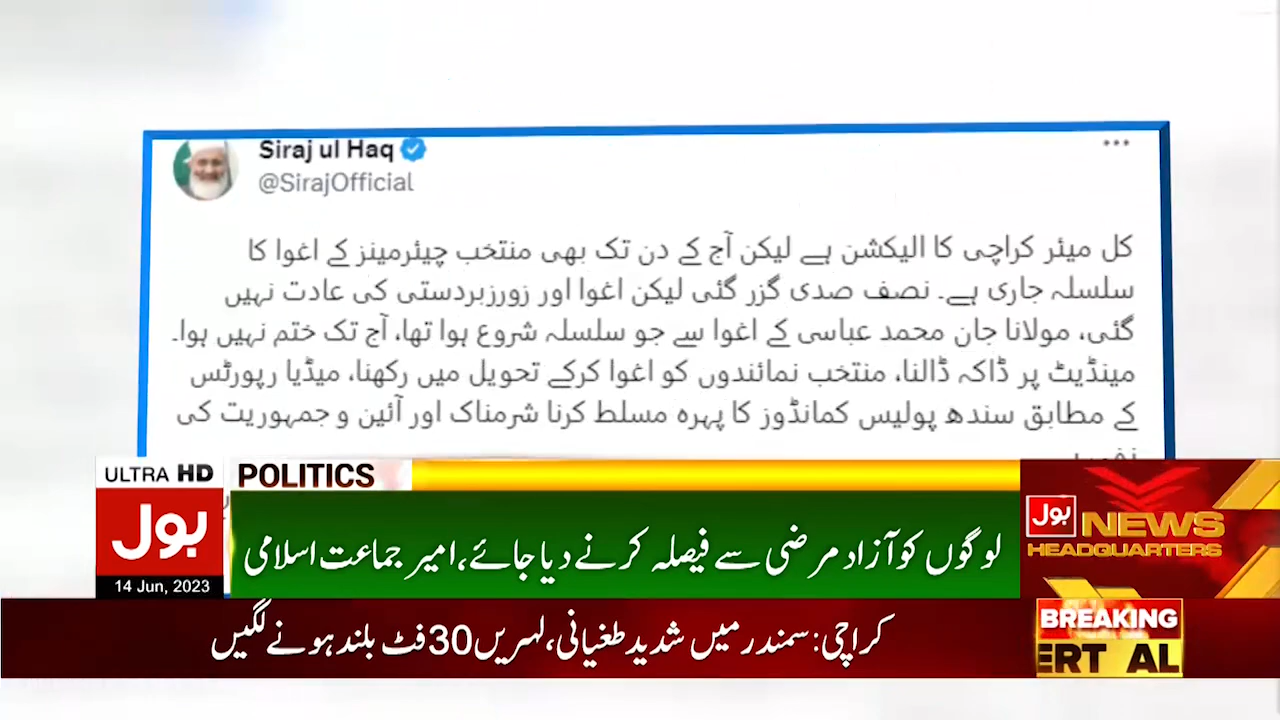 Siraj ul Haq
@SirajOfficial
کل میئر کراچی کا الیکشن ہے لیکن آج کے دن تک بھی منتخب چیئرمینز کے اغوا کا
سلسلہ جاری ہے۔ نصف صدی گزر گئی لیکن اغوا اور زورزبردستی کی عادت نہیں
گئی، مولانا جان محمد عباسی کے اغوا سے جو سلسلہ شروع ہوا تھا، آج تک ختم نہیں ہوا۔
مینڈیٹ پر ڈاکہ ڈالنا، منتخب نمائندوں کو اغوا کرکے تحویل میں رکھنا، میڈیا رپورٹس
کے مطابق سندھ پولیس کمانڈوز کا پہرہ مسلط کرنا شرمناک اور آئین و جمہوریت کی
ULTRA HD
POLITICS
بول
14 Jun, 2023
لوگوں کو آزاد مرضی سے فیصلہ کرنے دیا جائے، امیر جماعت اسلامی
بول NEWS
HEADQUARTERS
کراچی: سمندر میں شدید طغیانی، لہریں 30 فٹ بلند ہونے لگیں
BREAKING
ERT AL